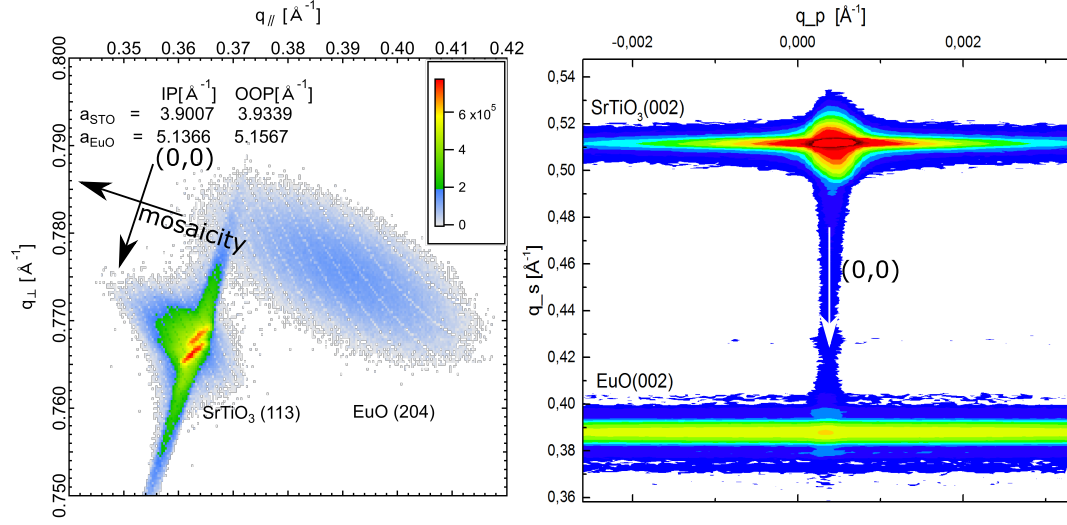 q∥ [Å⁻¹]
0.35 0.36 0.37 0.38 0.39 0.40 0.41 0.42
0.800
0.790
0.780
0.770
0.760
0.750
q⊥ [Å⁻¹]
IP[Å⁻¹] OOP[Å⁻¹]
a_STO = 3.9007 3.9339
a_EuO = 5.1366 5.1567
(0,0)
mosaicity
6 x10⁵
4
2
0
SrTiO₃ (113)
EuO (204)
q_p [Å⁻¹]
-0,002 0,000 0,002
0,54
0,52
0,50
0,48
0,46
0,44
0,42
0,40
0,38
0,36
q_s [Å⁻¹]
SrTiO₃(002)
(0,0)
EuO(002)